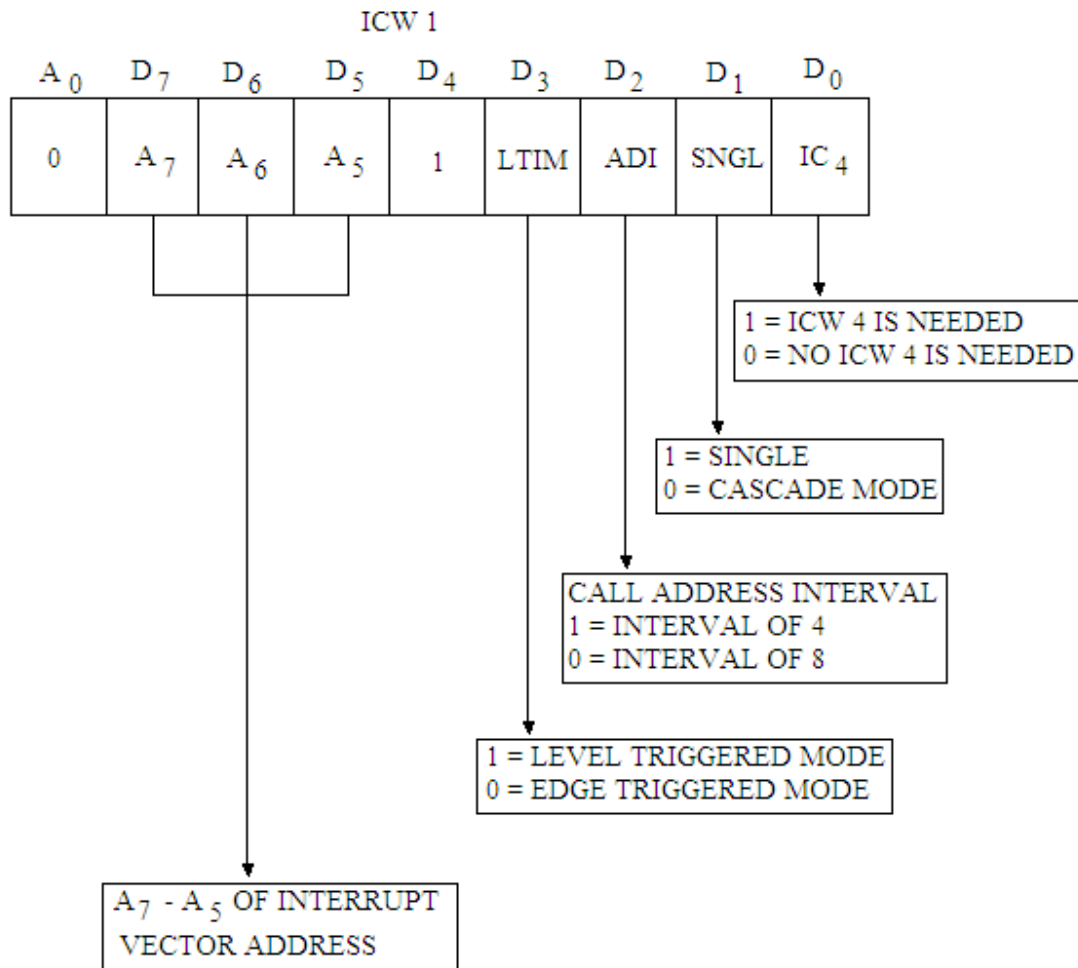 ICW 1
A0 D7 D6 D5 D4 D3 D2 D1 D0
0 A7 A6 A5 1 LTIM ADI SNGL IC4
1 = ICW 4 IS NEEDED
0 = NO ICW 4 IS NEEDED
1 = SINGLE
0 = CASCADE MODE
CALL ADDRESS INTERVAL
1 = INTERVAL OF 4
0 = INTERVAL OF 8
1 = LEVEL TRIGGERED MODE
0 = EDGE TRIGGERED MODE
A7 - A5 OF INTERRUPT
VECTOR ADDRESS